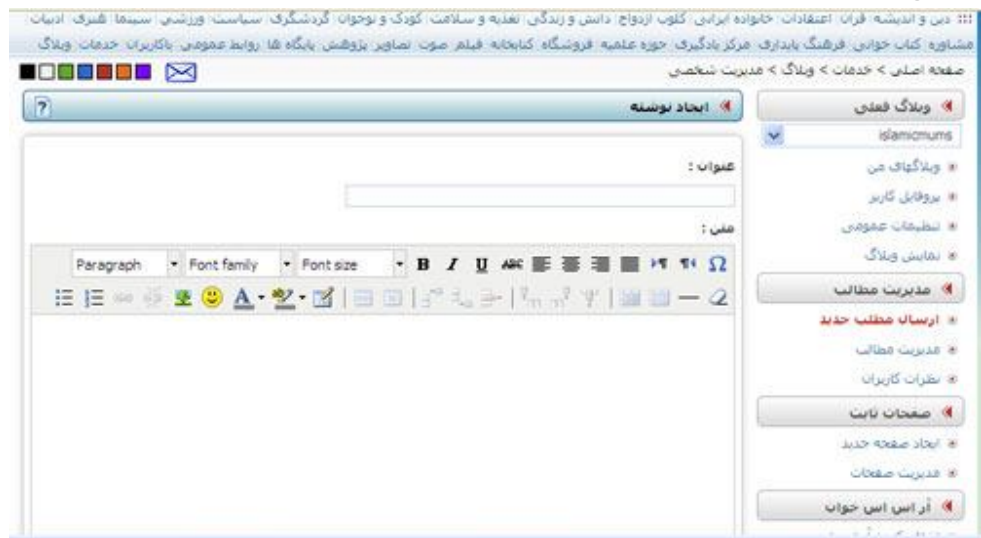 دین و اندیشه قرآن اعتقادات خانواده ایرانی کلوپ ازدواج دانش و زندگی تغذیه و سلامت کودک و نوجوان گردشگری سیاست ورزشی سینما هنری ادبیات
مشاوره کتاب خوانی فرهنگ پایداری مرکز یادگیری حوزه علمیه فروشگاه کتابخانه فیلم صوت تصاویر پژوهش پایگاه ها روابط عمومی باکاربران خدمات وبلاگ
صفحه اصلی > خدمات > وبلاگ > مدیریت شخصی
وبلاگ فعلی
islamicmums
وبلاگهای من
پروفایل کاربر
تنظیمات عمومی
نمایش وبلاگ
مدیریت مطالب
ارسال مطلب جدید
مدیریت مطالب
نظرات کاربران
صفحات ثابت
ایجاد صفحه جدید
مدیریت صفحات
آر اس اس خوان
ایجاد نوشته
?
عنوان :
متن :
Paragraph Font family Font size B I U ABC Ω
A ab